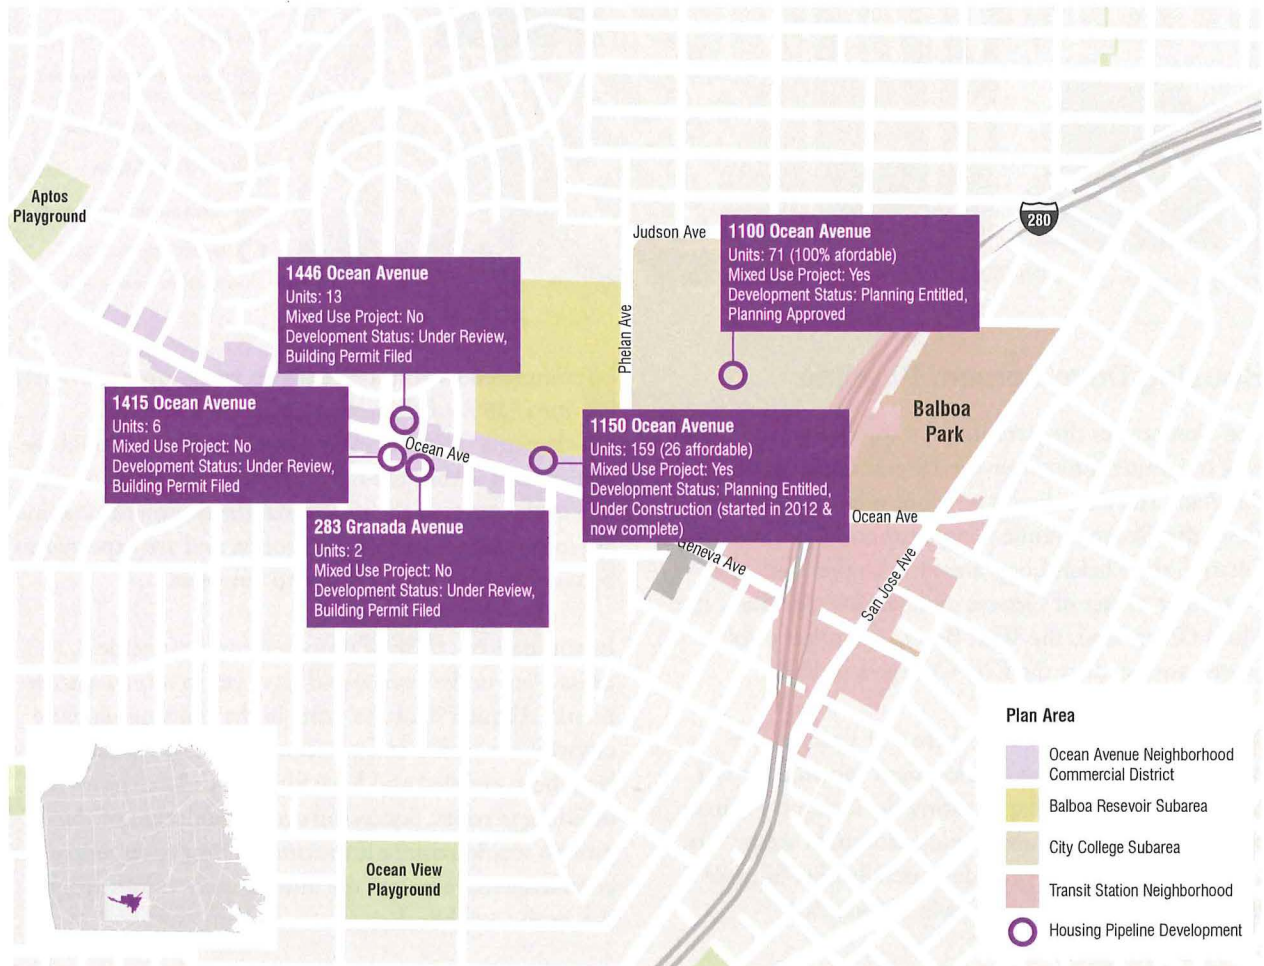 Aptos
Playground
Judson Ave
280
1100 Ocean Avenue
Units: 71 (100% afordable)
Mixed Use Project: Yes
Development Status: Planning Entitled,
Planning Approved
1446 Ocean Avenue
Units: 13
Mixed Use Project: No
Development Status: Under Review,
Building Permit Filed
Phelan Ave
1415 Ocean Avenue
Units: 6
Mixed Use Project: No
Development Status: Under Review,
Building Permit Filed
Ocean Ave
1150 Ocean Avenue
Units: 159 (26 affordable)
Mixed Use Project: Yes
Development Status: Planning Entitled,
Under Construction (started in 2012 &
now complete)
Balboa
Park
283 Granada Avenue
Units: 2
Mixed Use Project: No
Development Status: Under Review,
Building Permit Filed
Ocean Ave
Geneva Ave
San Jose Ave
Plan Area
Ocean Avenue Neighborhood
Commercial District
Balboa Resevoir Subarea
City College Subarea
Transit Station Neighborhood
Housing Pipeline Development
Ocean View
Playground